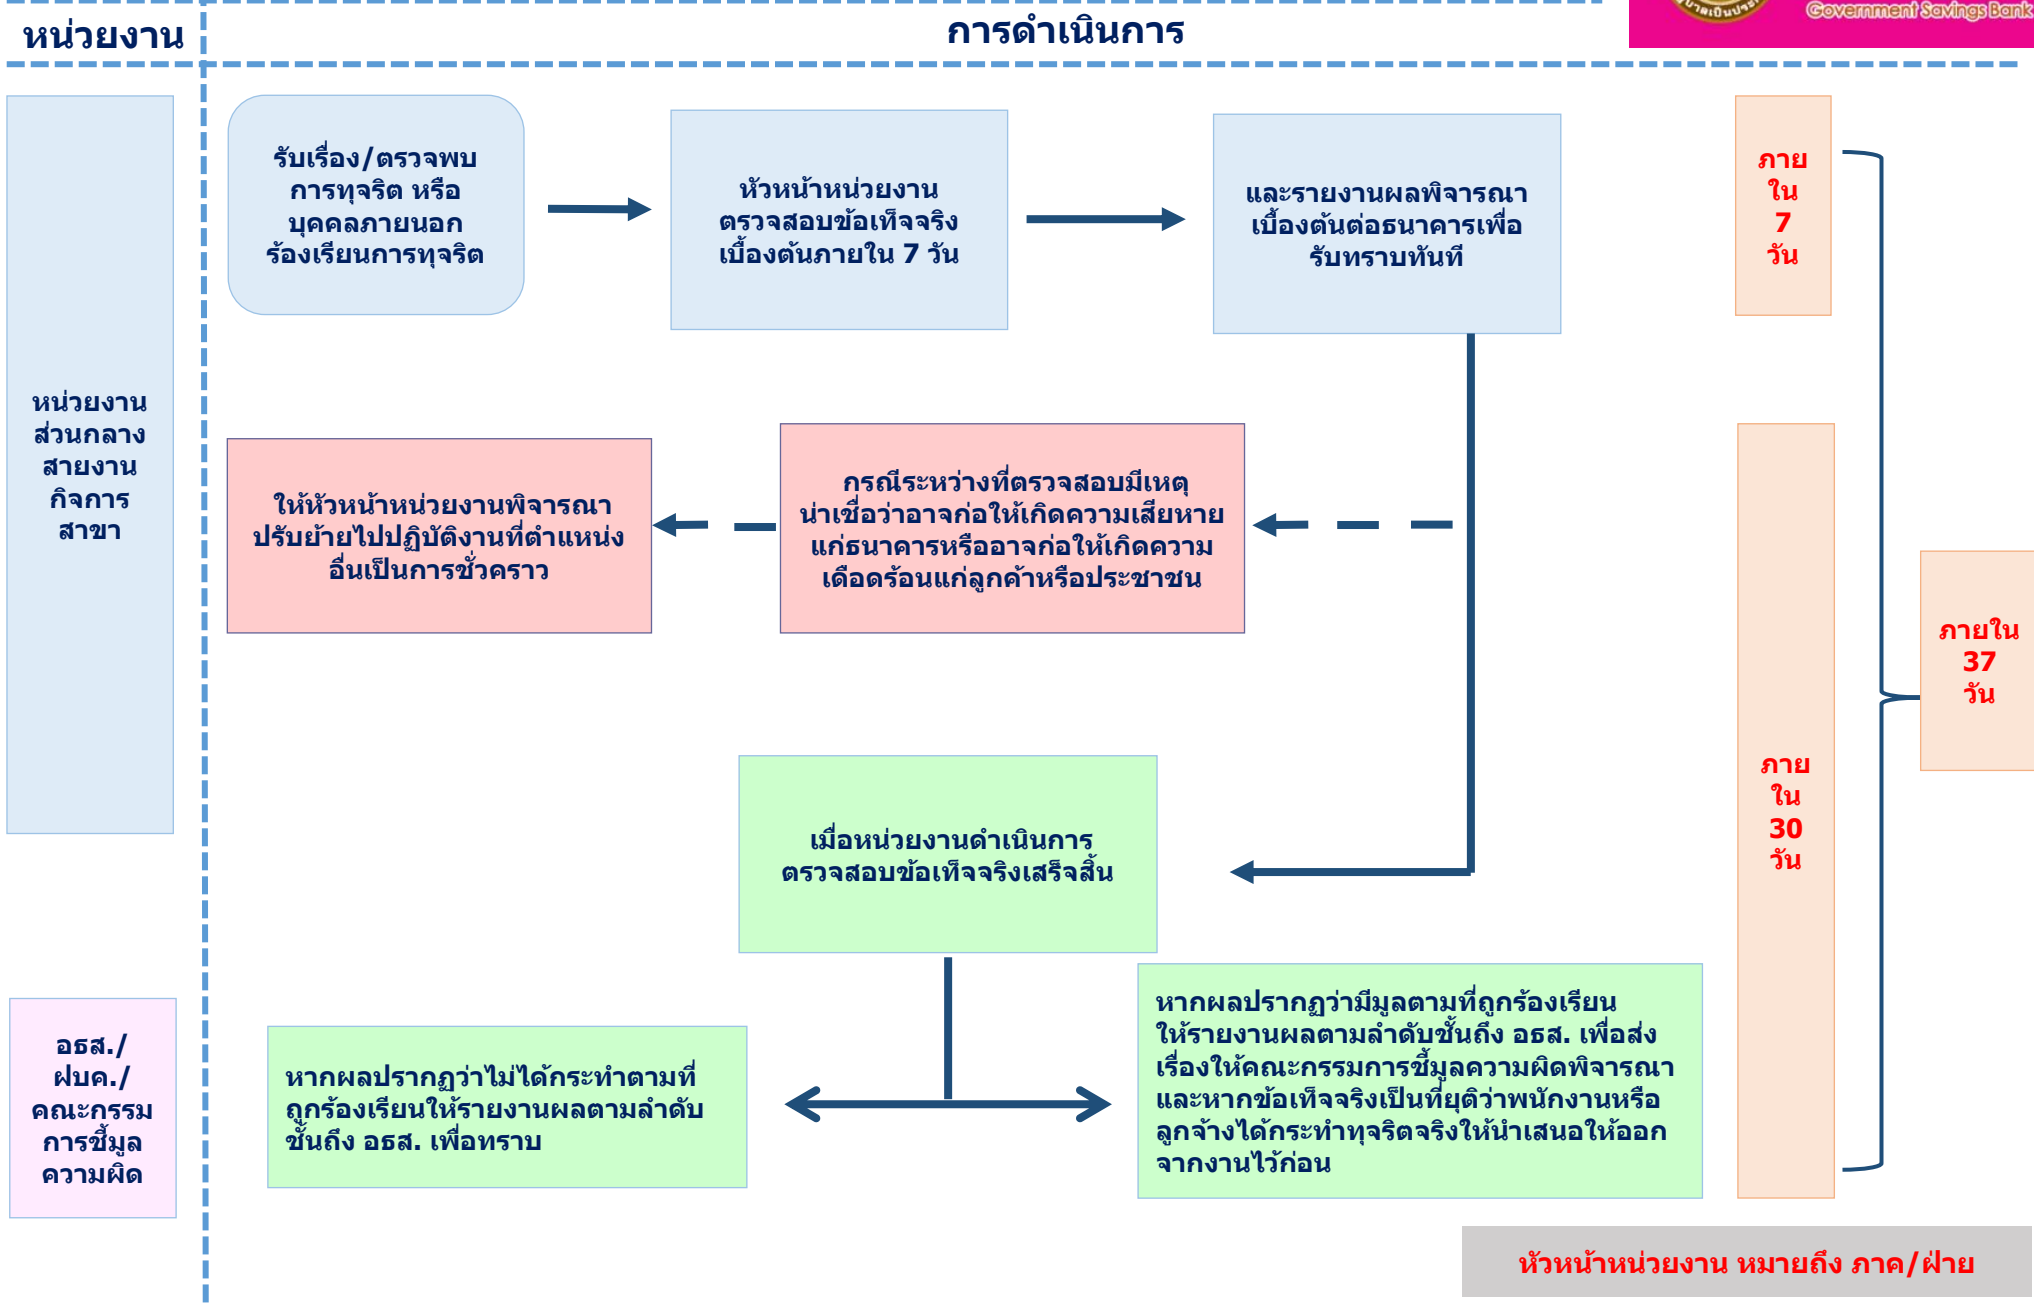 Government Savings Bank
หน่วยงาน
การดำเนินการ
รับเรื่อง/ตรวจพบ
การทุจริต หรือ
บุคคลภายนอก
ร้องเรียนการทุจริต
หัวหน้าหน่วยงาน
ตรวจสอบข้อเท็จจริง
เบื้องต้นภายใน 7 วัน
และรายงานผลพิจารณา
เบื้องต้นต่อธนาคารเพื่อ
รับทราบทันที
ภาย
ใน
7
วัน
หน่วยงาน
ส่วนกลาง
สายงาน
กิจการ
สาขา
ให้หัวหน้าหน่วยงานพิจารณา
ปรับย้ายไปปฏิบัติงานที่ตำแหน่ง
อื่นเป็นการชั่วคราว
กรณีระหว่างที่ตรวจสอบมีเหตุ
น่าเชื่อว่าอาจก่อให้เกิดความเสียหาย
แก่ธนาคารหรืออาจก่อให้เกิดความ
เดือดร้อนแก่ลูกค้าหรือประชาชน
ภายใน
37
วัน
ภาย
ใน
30
วัน
เมื่อหน่วยงานดำเนินการ
ตรวจสอบข้อเท็จจริงเสร็จสิ้น
อธส./
ฝบค./
คณะกรรม
การชี้มูล
ความผิด
หากผลปรากฏว่าไม่ได้กระทำตามที่
ถูกร้องเรียนให้รายงานผลตามลำดับ
ชั้นถึง อธส. เพื่อทราบ
หากผลปรากฏว่ามีมูลตามที่ถูกร้องเรียน
ให้รายงานผลตามลำดับชั้นถึง อธส. เพื่อส่ง
เรื่องให้คณะกรรมการชี้มูลความผิดพิจารณา
และหากข้อเท็จจริงเป็นที่ยุติว่าพนักงานหรือ
ลูกจ้างได้กระทำทุจริตจริงให้นำเสนอให้ออก
จากงานไว้ก่อน
หัวหน้าหน่วยงาน หมายถึง ภาค/ฝ่าย